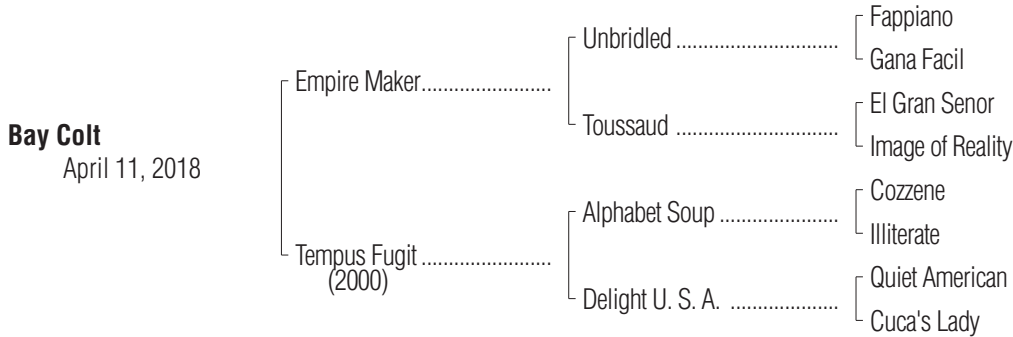 Fappiano
Unbridled ..............................
Gana Facil
Empire Maker........................
El Gran Senor
Toussaud ..............................
Bay Colt
Image of Reality
April 11, 2018
Cozzene
Alphabet Soup ......................
Illiterate
Tempus Fugit ........................
(2000)
Quiet American
Delight U. S. A. ....................
Cuca's Lady